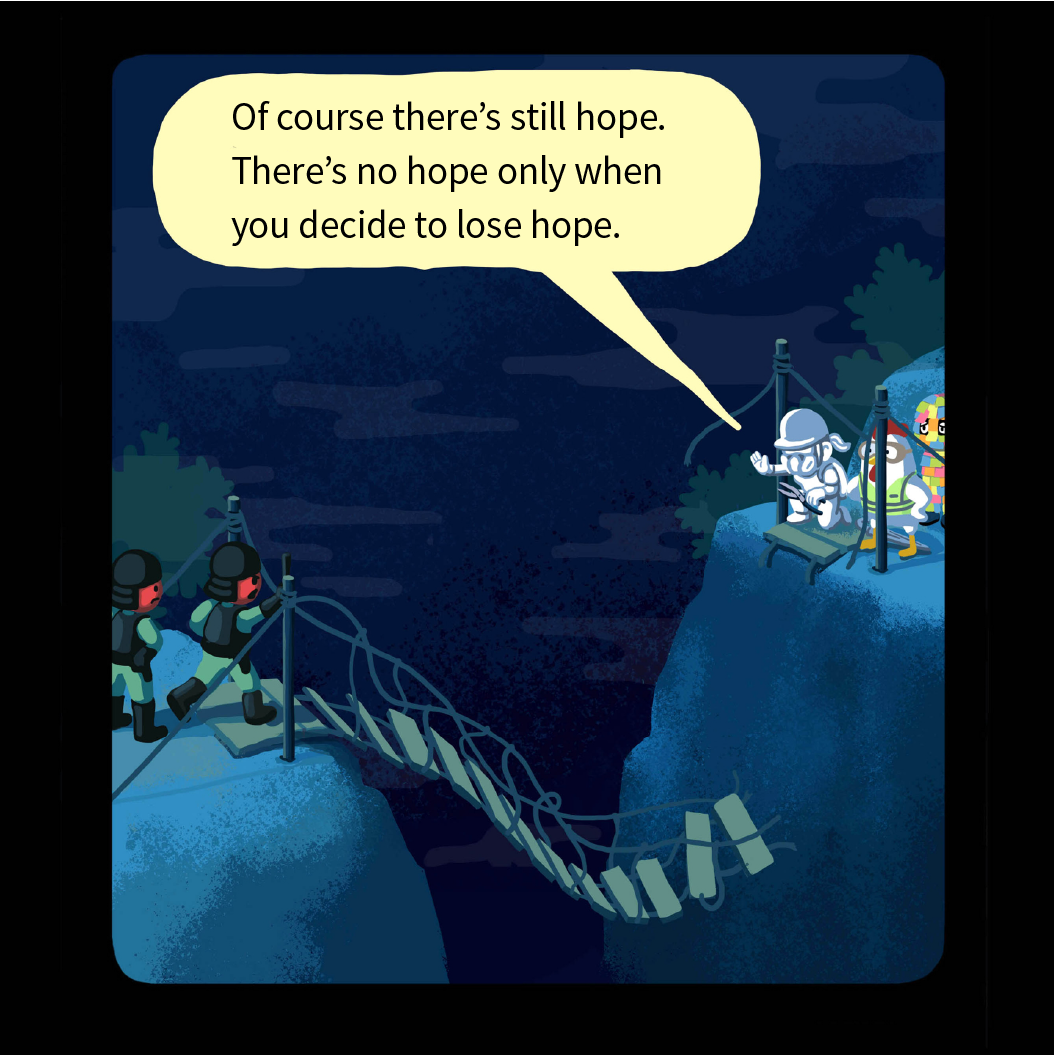 Of course there’s still hope.
There’s no hope only when
you decide to lose hope.